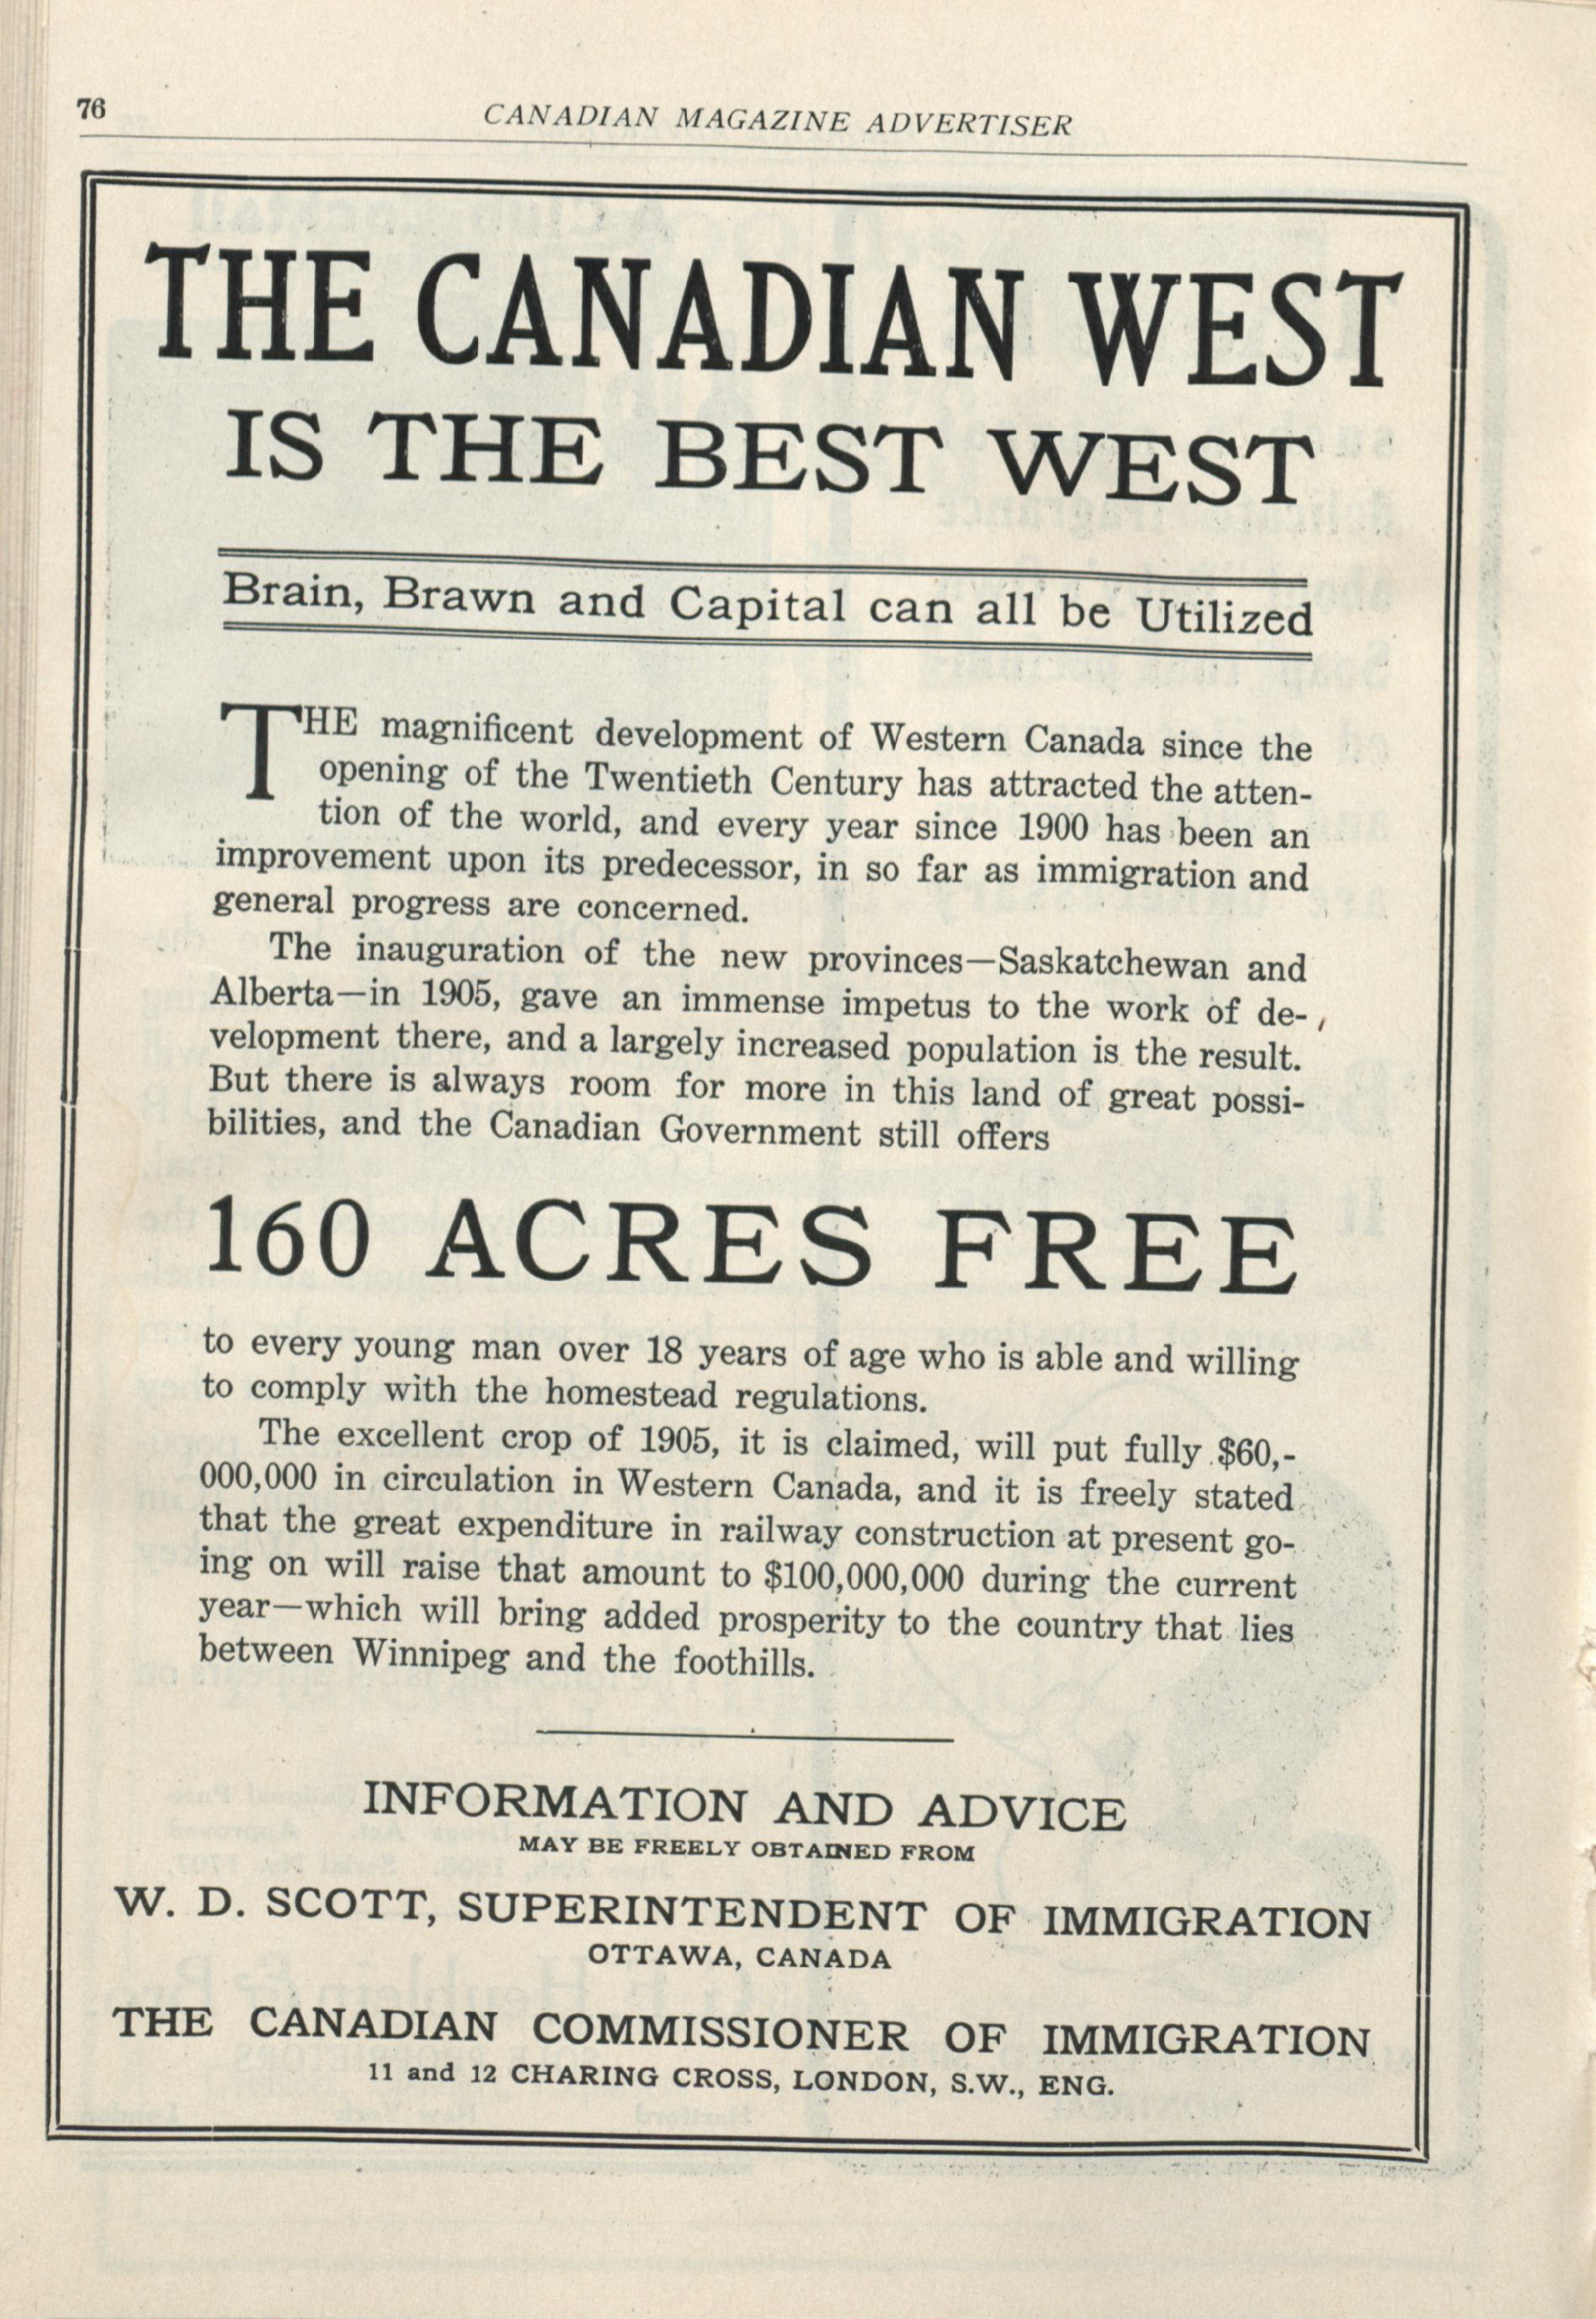 76
CANADIAN MAGAZINE ADVERTISER
THE CANADIAN WEST
IS THE BEST WEST
Brain, Brawn and Capital can all be Utilized
THE magnificent development of Western Canada since the
opening of the Twentieth Century has attracted the atten-
tion of the world, and every year since 1900 has been an
improvement upon its predecessor, in so far as immigration and
general progress are concerned.
The inauguration of the new provinces—Saskatchewan and
Alberta—in 1905, gave an immense impetus to the work of de-
velopment there, and a largely increased population is the result.
But there is always room for more in this land of great possi-
bilities, and the Canadian Government still offers
160 ACRES FREE
to every young man over 18 years of age who is able and willing
to comply with the homestead regulations.
The excellent crop of 1905, it is claimed, will put fully $60,-
000,000 in circulation in Western Canada, and it is freely stated
that the great expenditure in railway construction at present go-
ing on will raise that amount to $100,000,000 during the current
year—which will bring added prosperity to the country that lies
between Winnipeg and the foothills.
INFORMATION AND ADVICE
MAY BE FREELY OBTAINED FROM
W. D. SCOTT, SUPERINTENDENT OF IMMIGRATION
OTTAWA, CANADA
THE CANADIAN COMMISSIONER OF IMMIGRATION
11 and 12 CHARING CROSS, LONDON, S.W., ENG.